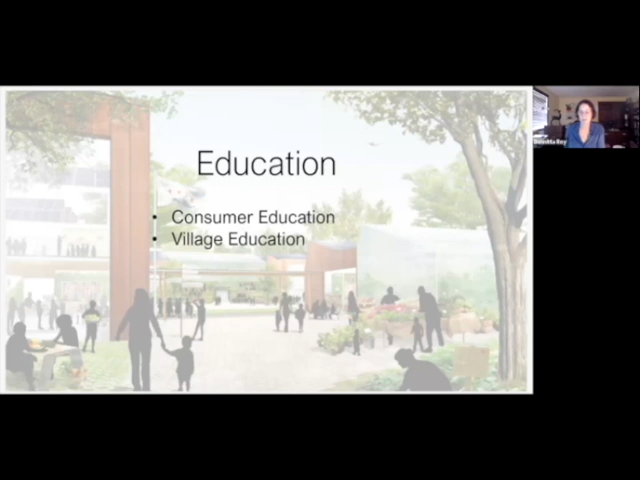 Education
• Consumer Education
• Village Education